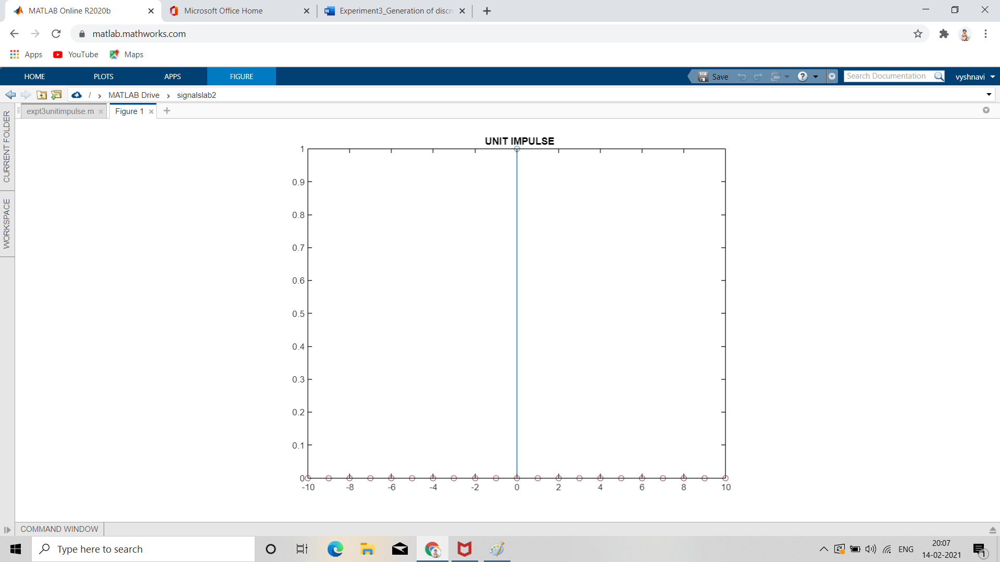 MATLAB Online R2020b
Microsoft Office Home
Experiment3_Generation of discre
matlab.mathworks.com
Apps
YouTube
Maps
HOME
PLOTS
APPS
FIGURE
Save
Search Documentation
vyshnavi
/ › MATLAB Drive › signalslab2
expt3unitimpulse.m
Figure 1
CURRENT FOLDER
WORKSPACE
UNIT IMPULSE
1
0.9
0.8
0.7
0.6
0.5
0.4
0.3
0.2
0.1
0
-10 -8 -6 -4 -2 0 2 4 6 8 10
COMMAND WINDOW
Type here to search
ENG
20:07
14-02-2021
1